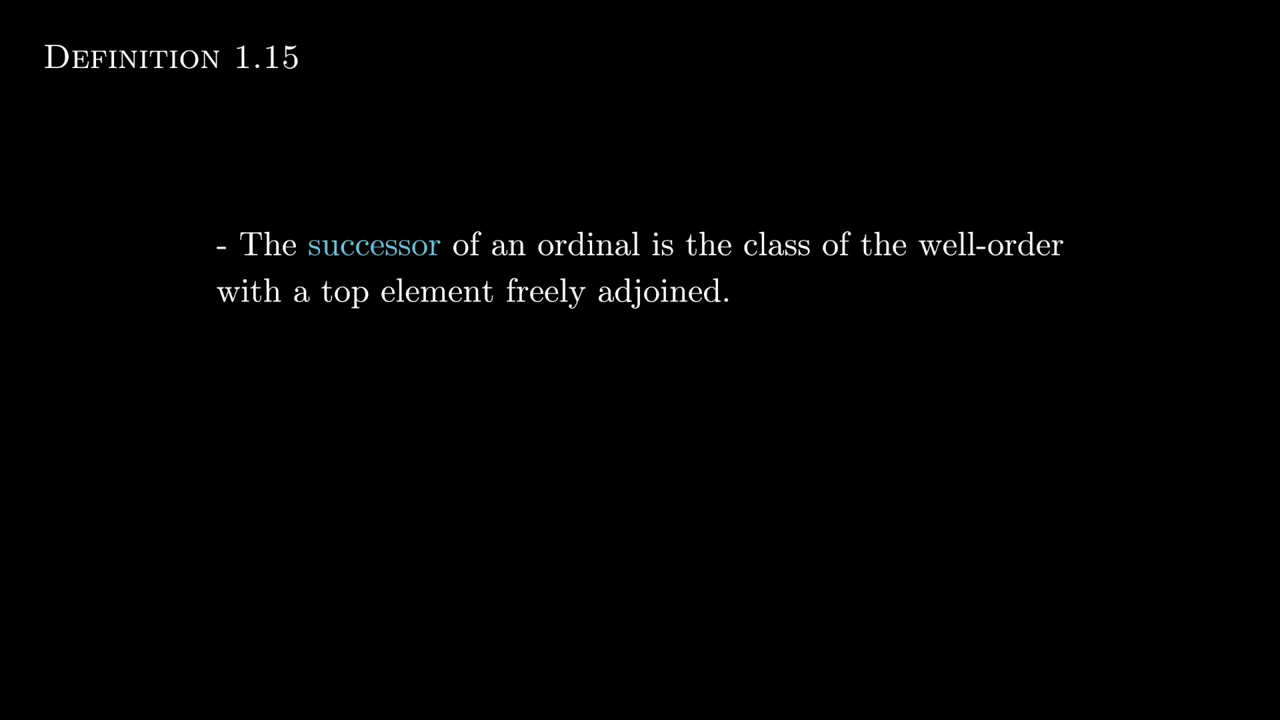 Definition 1.15
- The successor of an ordinal is the class of the well-order
with a top element freely adjoined.